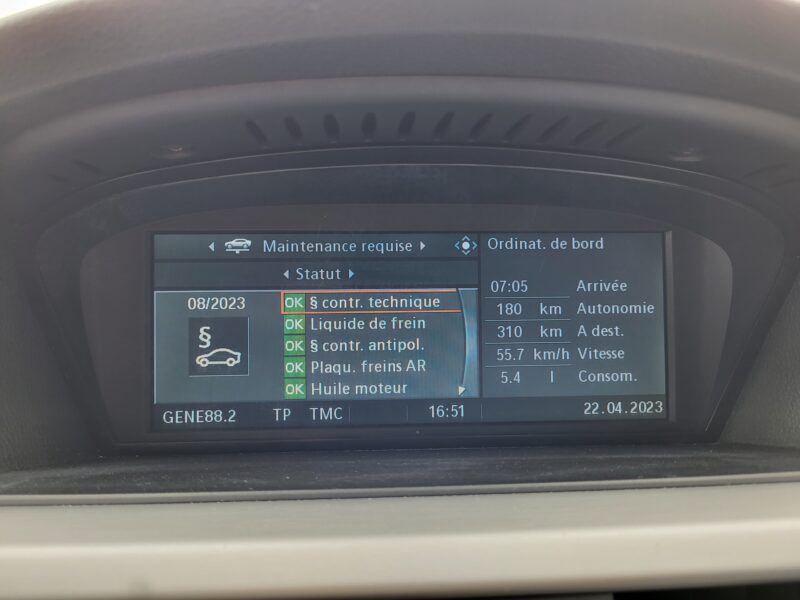 Maintenance requise
Statut
08/2023
§
OK § contr. technique
OK Liquide de frein
OK § contr. antipol.
OK Plaqu. freins AR
OK Huile moteur
Ordinat. de bord
07:05 Arrivée
180 km Autonomie
310 km A dest.
55.7 km/h Vitesse
5.4 l Consom.
GENE88.2 TP TMC 16:51 22.04.2023